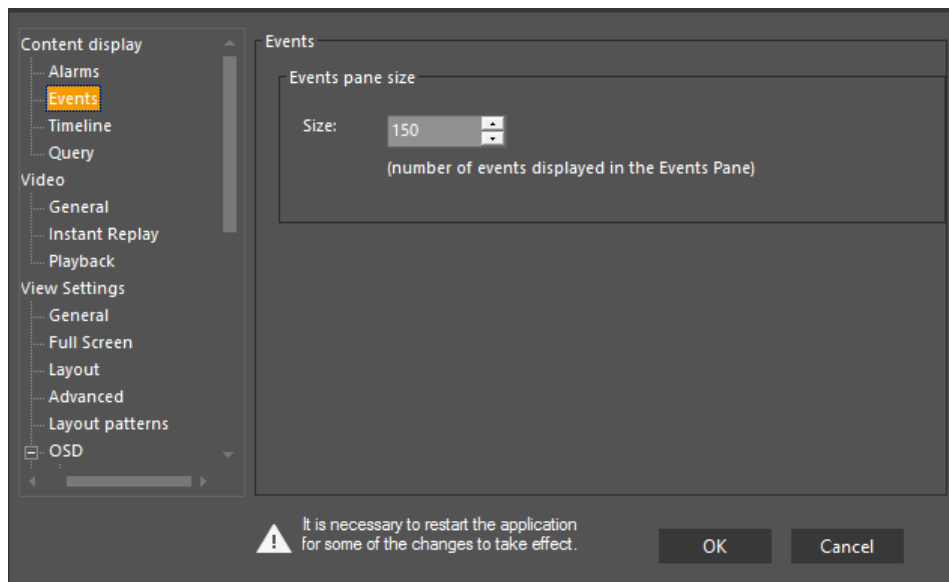 Content display
Alarms
Events
Timeline
Query
Video
General
Instant Replay
Playback
View Settings
General
Full Screen
Layout
Advanced
Layout patterns
OSD
Events
Events pane size
Size:
150
(number of events displayed in the Events Pane)
It is necessary to restart the application
for some of the changes to take effect.
OK
Cancel